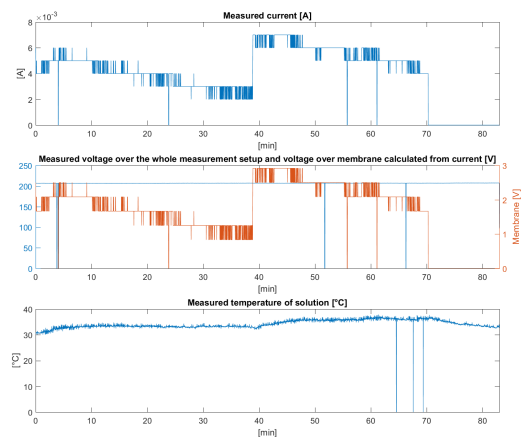 Measured current [A]
×10⁻³
8
6
4
2
0
[A]
0 10 20 30 40 50 60 70 80
[min]
Measured voltage over the whole measurement setup and voltage over membrane calculated from current [V]
250
200
150
100
50
0
3
2
1
0
Membrane [V]
0 10 20 30 40 50 60 70 80
[min]
Measured temperature of solution [°C]
40
30
20
10
0
[°C]
0 10 20 30 40 50 60 70 80
[min]